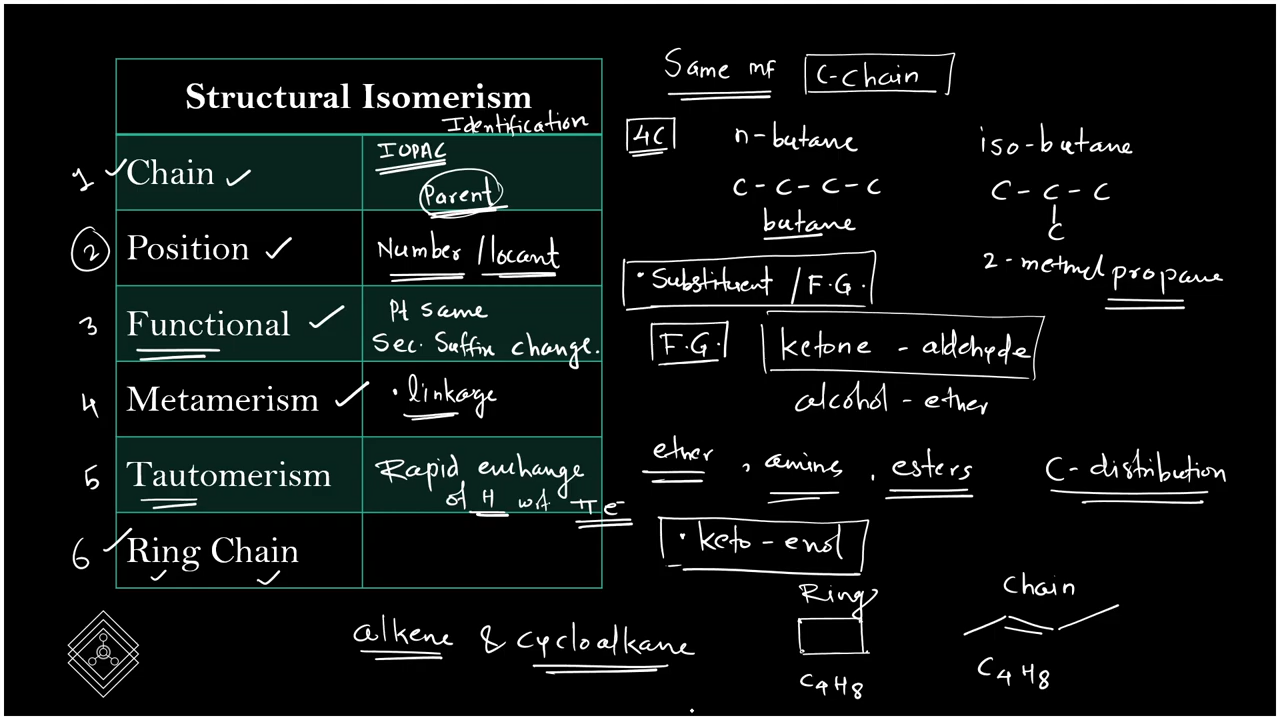 Structural Isomerism
Identification
1 Chain
IUPAC
Parent
2 Position
Number / locant
3 Functional
Pt same
Sec. Suffix change.
4 Metamerism
· linkage
5 Tautomerism
Rapid exchange
of H wrt π e⁻
6 Ring Chain
Same mf C-Chain
4C n-butane iso-butane
C - C - C - C C - C - C
C
butane
2-methyl propane
· Substituent / F.G.
F.G. ketone - aldehyde
alcohol - ether
ether , amines , esters C-distribution
· keto - enol
Ring Chain
alkene & cycloalkane
C4H8 C4H8